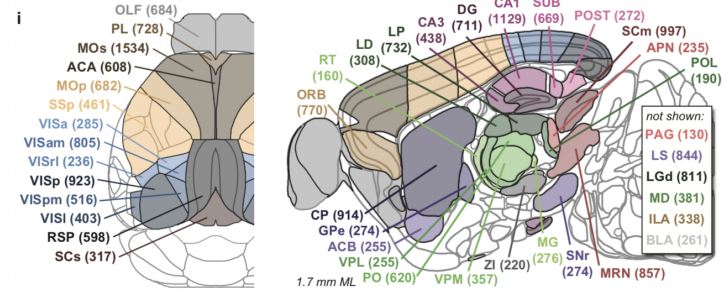 i
OLF (684)
PL (728)
MOs (1534)
ACA (608)
MOp (682)
SSp (461)
VISa (285)
VISam (805)
VISrl (236)
VISp (923)
VISpm (516)
VISl (403)
RSP (598)
SCs (317)
RT
(160)
ORB
(770)
LD
(308)
LP
(732)
CA3
(438)
DG
(711)
CA1
(1129)
SUB
(669)
POST (272)
SCm (997)
APN (235)
POL
(190)
not shown:
PAG (130)
LS (844)
LGd (811)
MD (381)
ILA (338)
BLA (261)
CP (914)
GPe (274)
ACB (255)
VPL (255)
PO (620)
VPM (357)
ZI (220)
MG
(276)
SNr
(274)
MRN (857)
1.7 mm ML